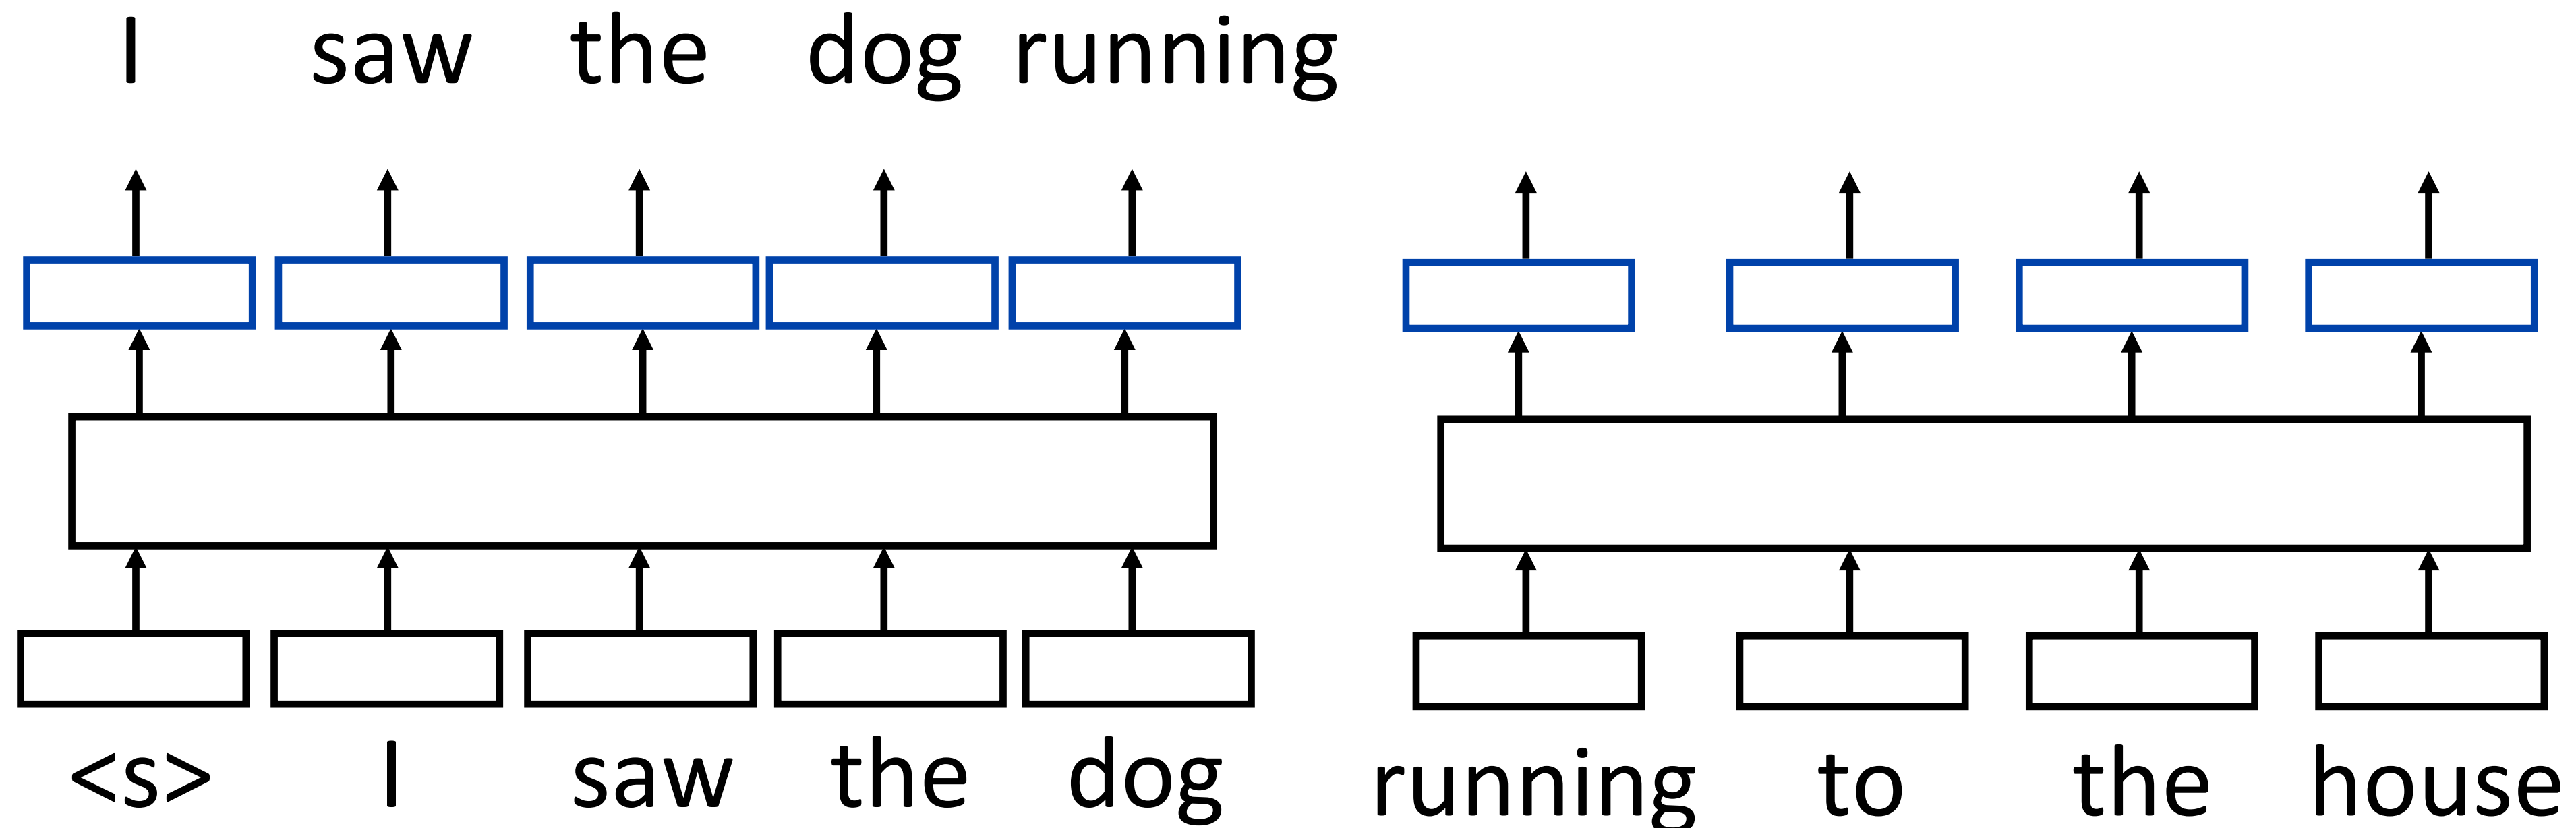 I saw the dog running
<s> I saw the dog running to the house